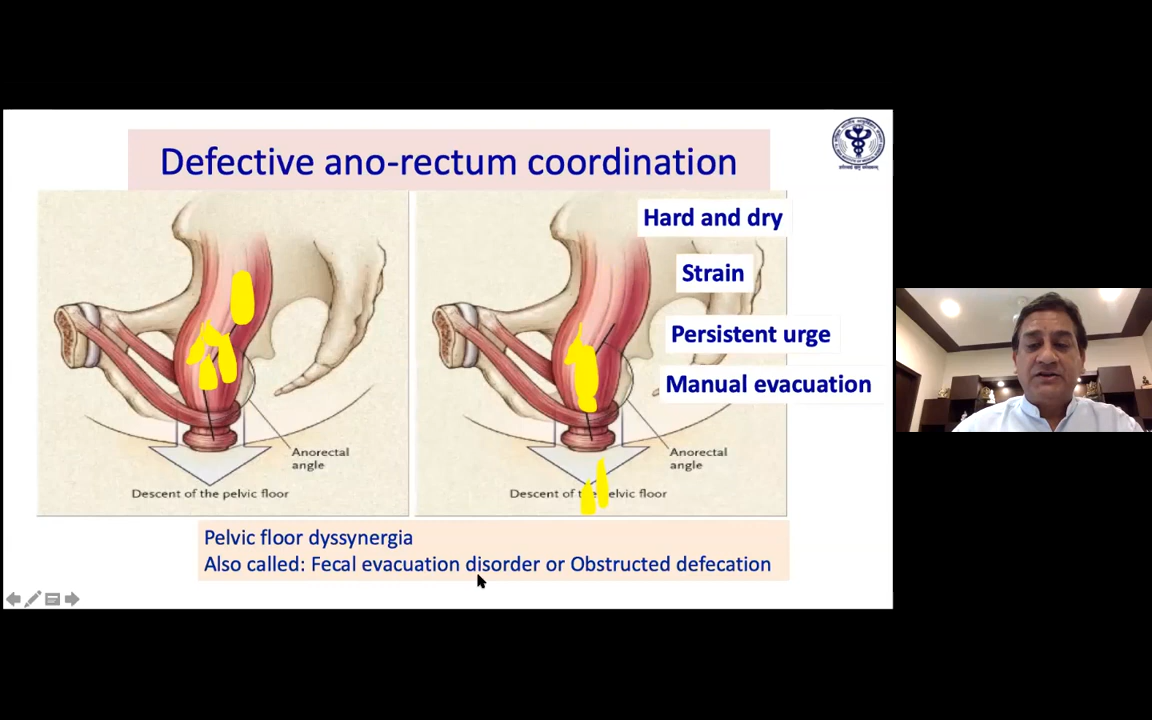 Defective ano-rectum coordination
Hard and dry
Strain
Persistent urge
Manual evacuation
Anorectal
angle
Descent of the pelvic floor
Anorectal
angle
Descent of t pelvic floor
Pelvic floor dyssynergia
Also called: Fecal evacuation disorder or Obstructed defecation